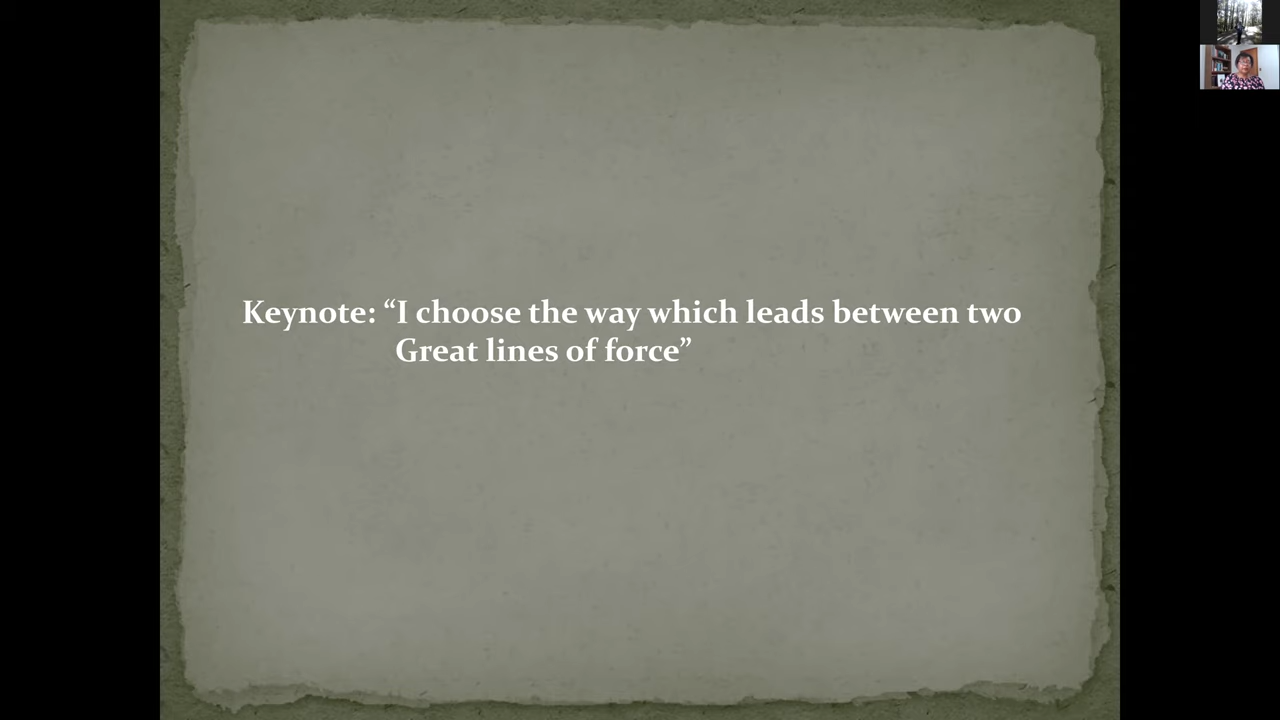 Keynote: “I choose the way which leads between two
Great lines of force”